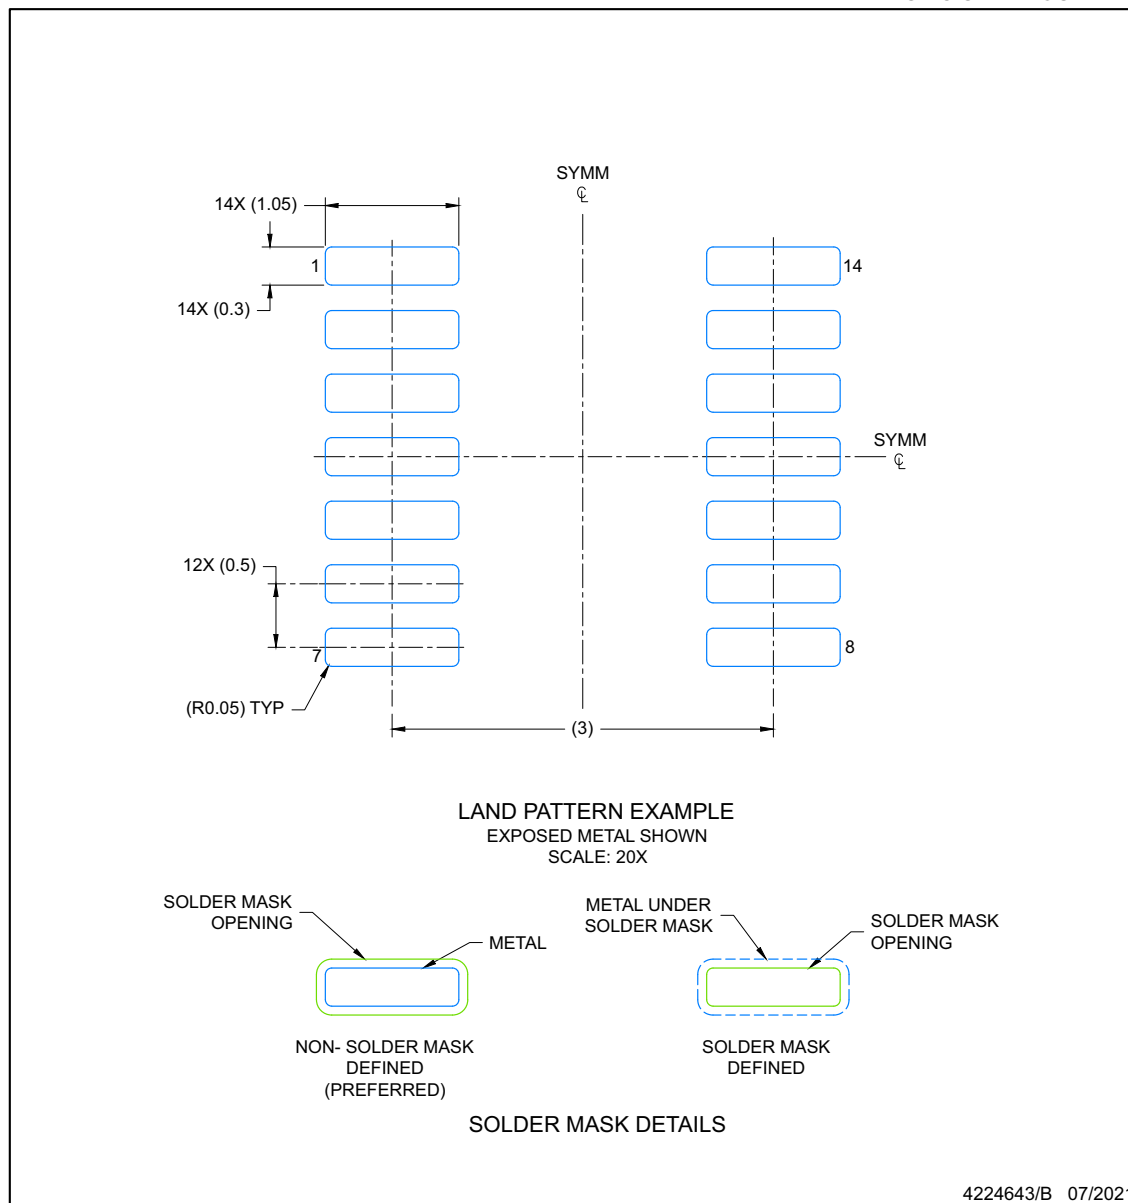 SYMM
℄
14X (1.05)
1
14
14X (0.3)
SYMM
℄
12X (0.5)
7
8
(R0.05) TYP
(3)
LAND PATTERN EXAMPLE
EXPOSED METAL SHOWN
SCALE: 20X
SOLDER MASK
OPENING
METAL
METAL UNDER
SOLDER MASK
SOLDER MASK
OPENING
NON- SOLDER MASK
DEFINED
(PREFERRED)
SOLDER MASK
DEFINED
SOLDER MASK DETAILS
4224643/B 07/2021